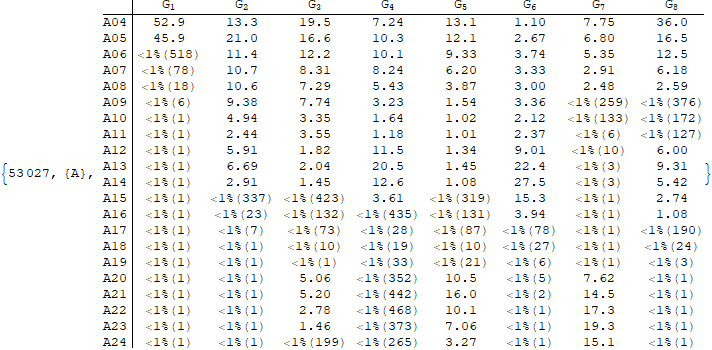 G1 G2 G3 G4 G5 G6 G7 G8
A04 52.9 13.3 19.5 7.24 13.1 1.10 7.75 36.0
A05 45.9 21.0 16.6 10.3 12.1 2.67 6.80 16.5
A06 <1%(518) 11.4 12.2 10.1 9.33 3.74 5.35 12.5
A07 <1%(78) 10.7 8.31 8.24 6.20 3.33 2.91 6.18
A08 <1%(18) 10.6 7.29 5.43 3.87 3.00 2.48 2.59
A09 <1%(6) 9.38 7.74 3.23 1.54 3.36 <1%(259) <1%(376)
A10 <1%(1) 4.94 3.35 1.64 1.02 2.12 <1%(133) <1%(172)
A11 <1%(1) 2.44 3.55 1.18 1.01 2.37 <1%(6) <1%(127)
A12 <1%(1) 5.91 1.82 11.5 1.34 9.01 <1%(10) 6.00
{53027, {A}, A13 <1%(1) 6.69 2.04 20.5 1.45 22.4 <1%(3) 9.31 }
A14 <1%(1) 2.91 1.45 12.6 1.08 27.5 <1%(3) 5.42
A15 <1%(1) <1%(337) <1%(423) 3.61 <1%(319) 15.3 <1%(1) 2.74
A16 <1%(1) <1%(23) <1%(132) <1%(435) <1%(131) 3.94 <1%(1) 1.08
A17 <1%(1) <1%(7) <1%(73) <1%(28) <1%(87) <1%(78) <1%(1) <1%(190)
A18 <1%(1) <1%(1) <1%(10) <1%(19) <1%(10) <1%(27) <1%(1) <1%(24)
A19 <1%(1) <1%(1) <1%(1) <1%(33) <1%(21) <1%(6) <1%(1) <1%(3)
A20 <1%(1) <1%(1) 5.06 <1%(352) 10.5 <1%(5) 7.62 <1%(1)
A21 <1%(1) <1%(1) 5.20 <1%(442) 16.0 <1%(2) 14.5 <1%(1)
A22 <1%(1) <1%(1) 2.78 <1%(468) 10.1 <1%(1) 17.3 <1%(1)
A23 <1%(1) <1%(1) 1.46 <1%(373) 7.06 <1%(1) 19.3 <1%(1)
A24 <1%(1) <1%(1) <1%(199) <1%(265) 3.27 <1%(1) 15.1 <1%(1)